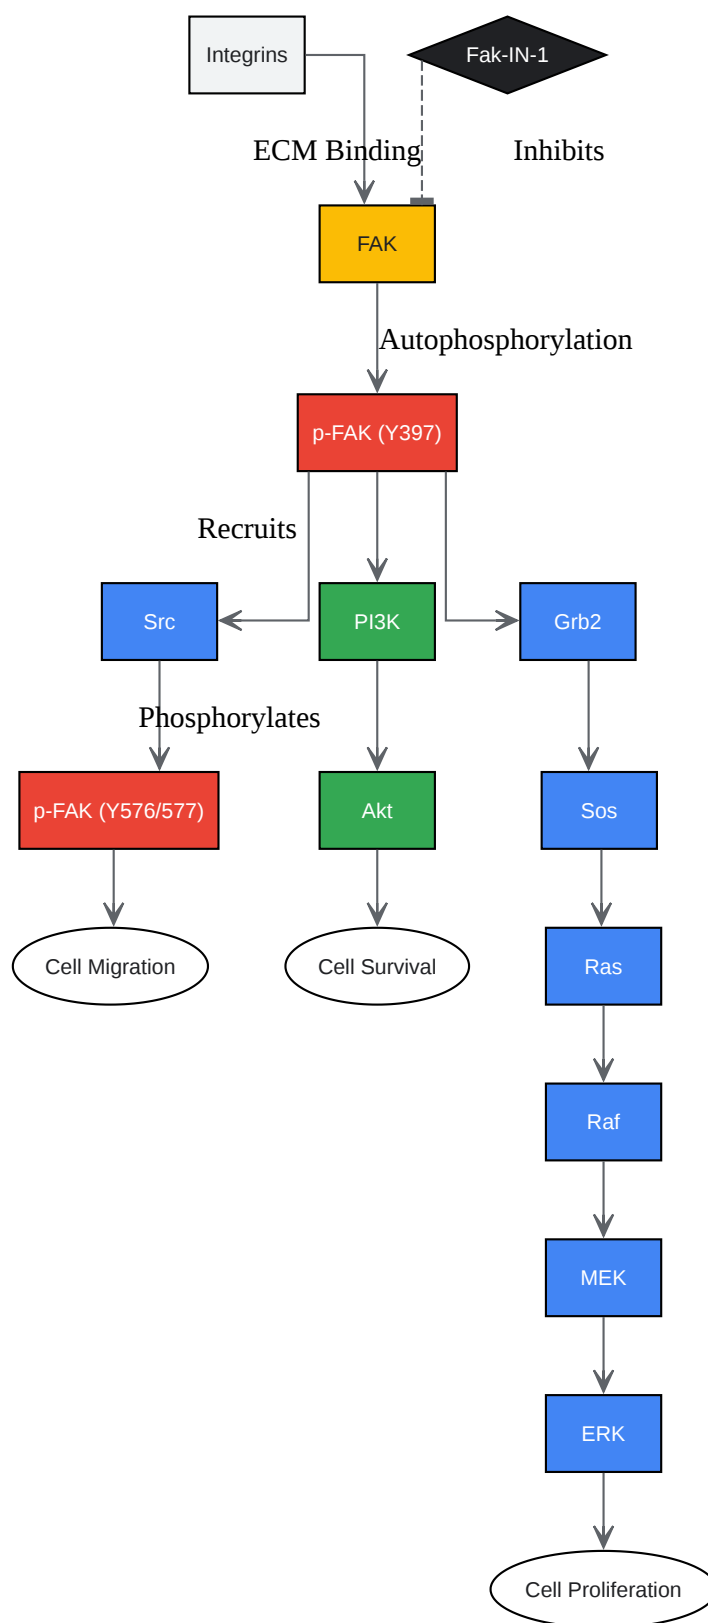 Integrins
Fak-IN-1
ECM Binding
Inhibits
FAK
Autophosphorylation
p-FAK (Y397)
Recruits
Src
PI3K
Grb2
Phosphorylates
p-FAK (Y576/577)
Akt
Sos
Cell Migration
Cell Survival
Ras
Raf
MEK
ERK
Cell Proliferation